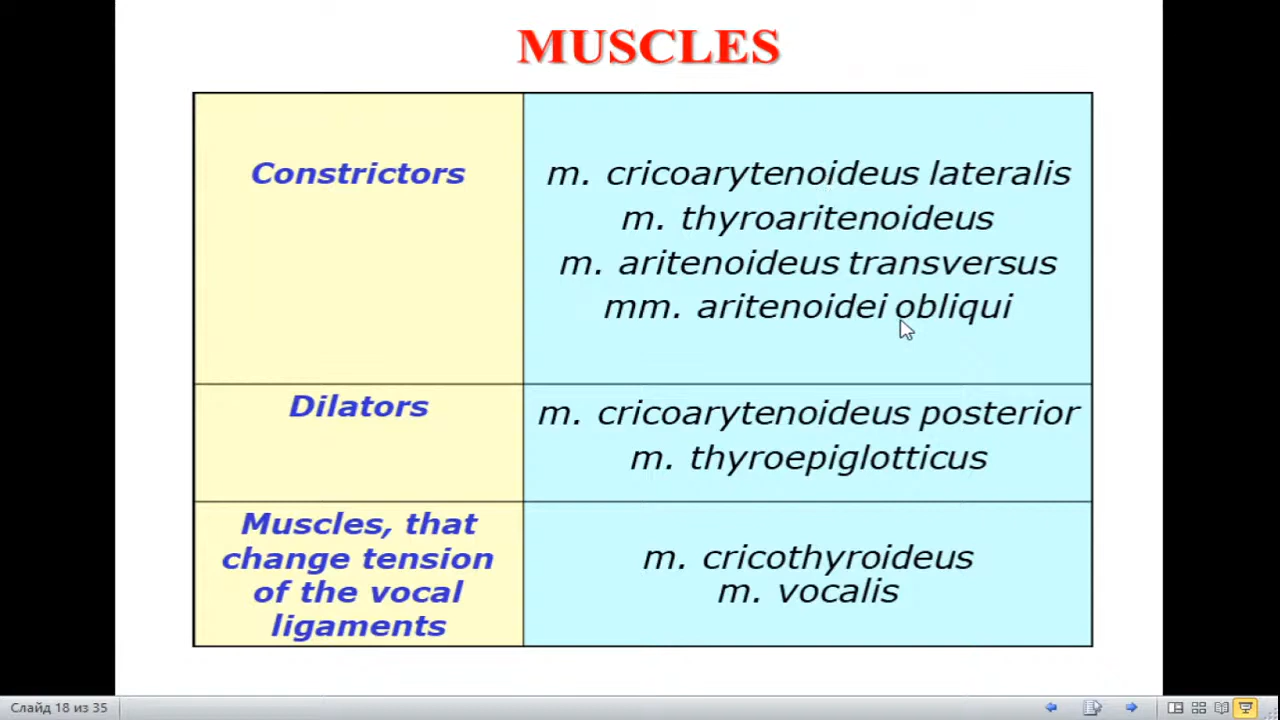 MUSCLES
Constrictors
m. cricoarytenoideus lateralis
m. thyroaritenoideus
m. aritenoideus transversus
mm. aritenoidei obliqui
Dilators
m. cricoarytenoideus posterior
m. thyroepiglotticus
Muscles, that
change tension
of the vocal
ligaments
m. cricothyroideus
m. vocalis
Слайд 18 из 35